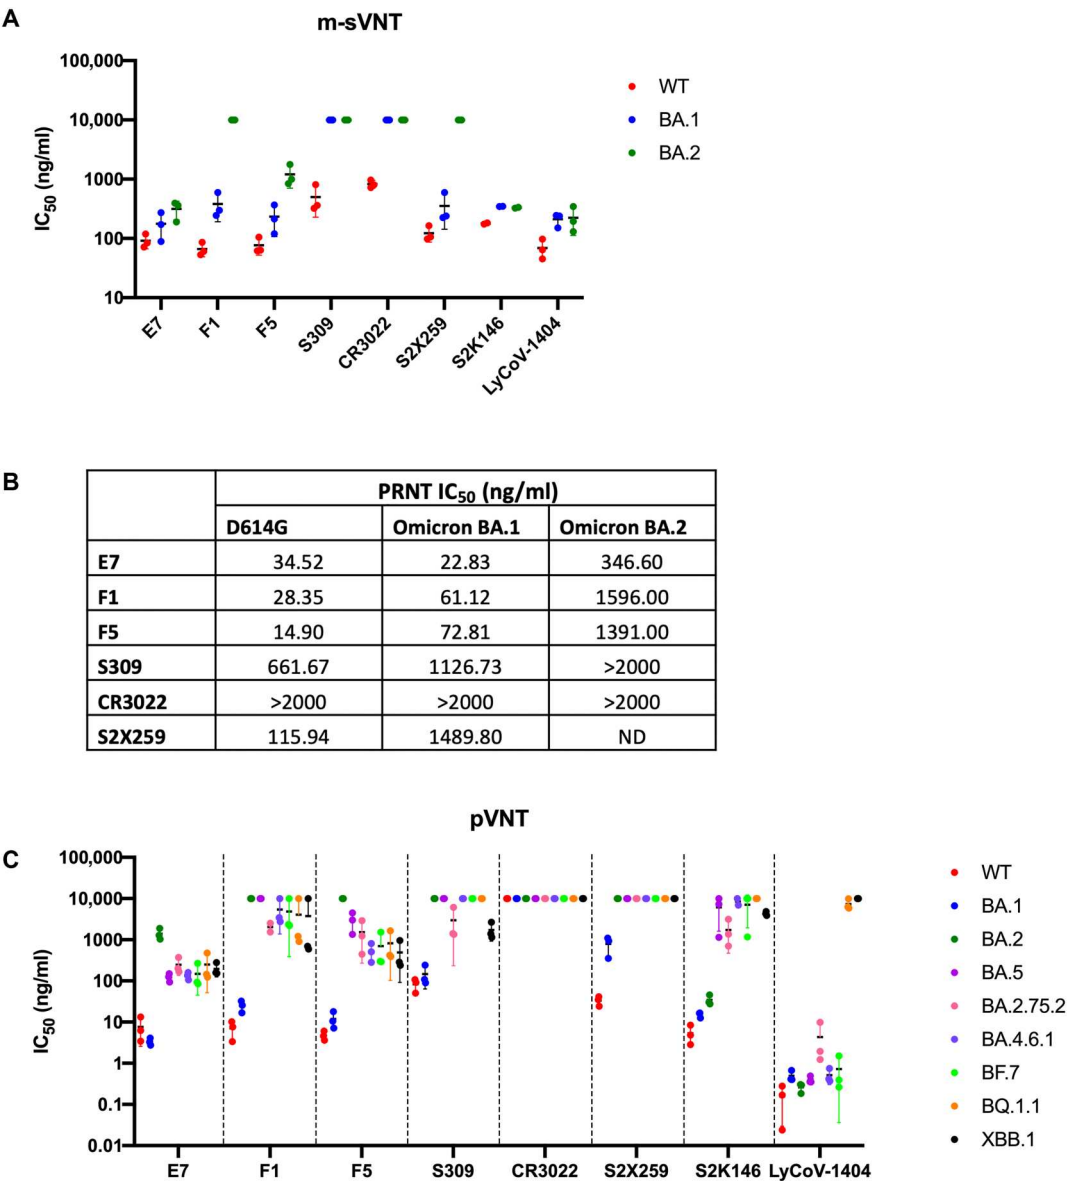 A
m-sVNT
100,000
10,000
1000
100
10
IC50 (ng/ml)
E7
F1
F5
S309
CR3022
S2X259
S2K146
LyCoV-1404
WT
BA.1
BA.2
B
PRNT IC50 (ng/ml)
D614G Omicron BA.1 Omicron BA.2
E7 34.52 22.83 346.60
F1 28.35 61.12 1596.00
F5 14.90 72.81 1391.00
S309 661.67 1126.73 >2000
CR3022 >2000 >2000 >2000
S2X259 115.94 1489.80 ND
pVNT
C
100,000
10,000
1000
100
10
1
0.1
0.01
IC50 (ng/ml)
E7 F1 F5 S309 CR3022 S2X259 S2K146 LyCoV-1404
WT
BA.1
BA.2
BA.5
BA.2.75.2
BA.4.6.1
BF.7
BQ.1.1
XBB.1